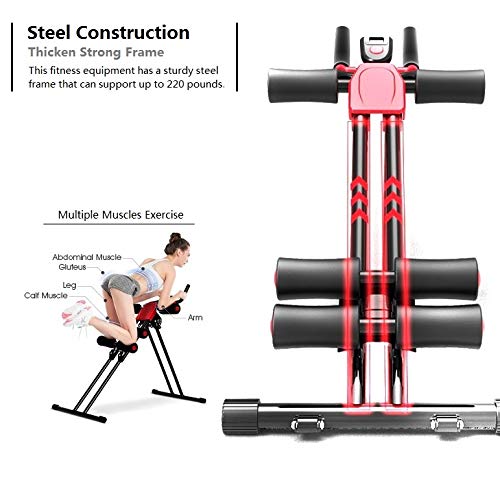 Steel Construction
Thicken Strong Frame
This fitness equipment has a sturdy steel
frame that can support up to 220 pounds.
Multiple Muscles Exercise
Abdominal Muscle
Gluteus
Leg
Calf Muscle
Arm